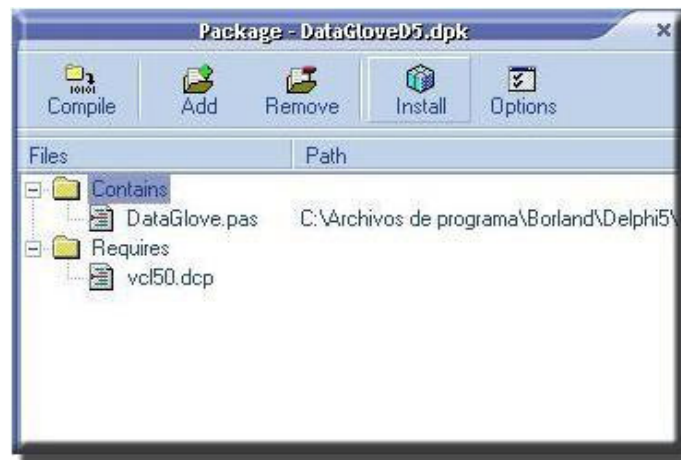 Package - DataGloveD5.dpk
Compile Add Remove Install Options
Files Path
Contains
DataGlove.pas C:\Archivos de programa\Borland\Delphi5\
Requires
vcl50.dcp